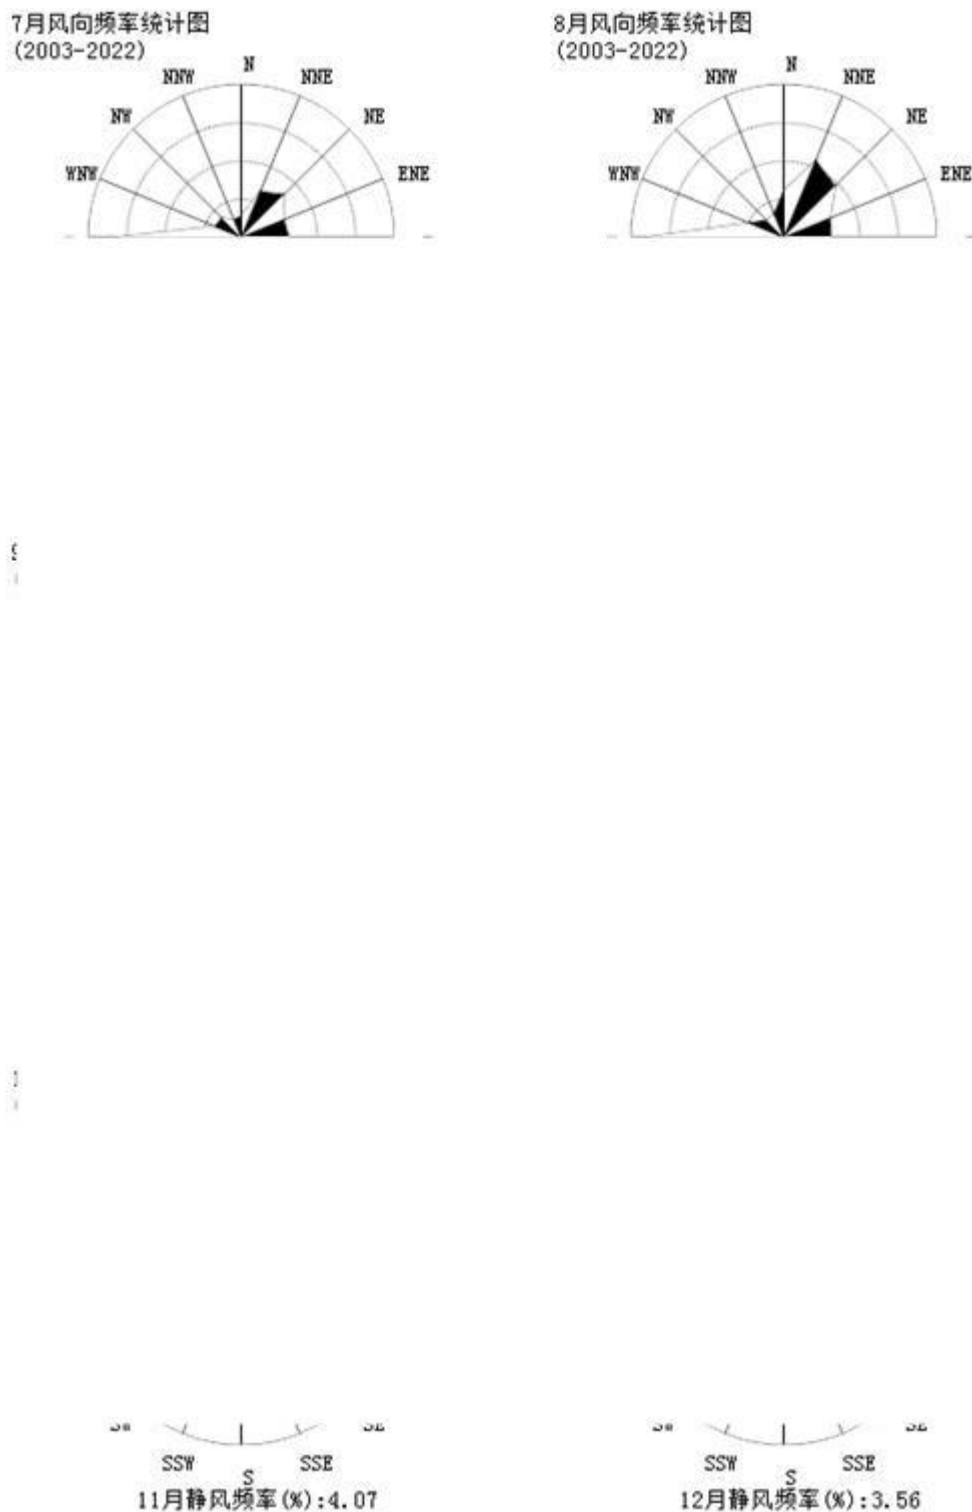 7月风向频率统计图
(2003-2022)
N
NNW
NNE
NW
NE
WNW
ENE
8月风向频率统计图
(2003-2022)
N
NNW
NNE
NW
NE
WNW
ENE
SSW
S
SSE
11月静风频率(%):4.07
SSW
S
SSE
12月静风频率(%):3.56